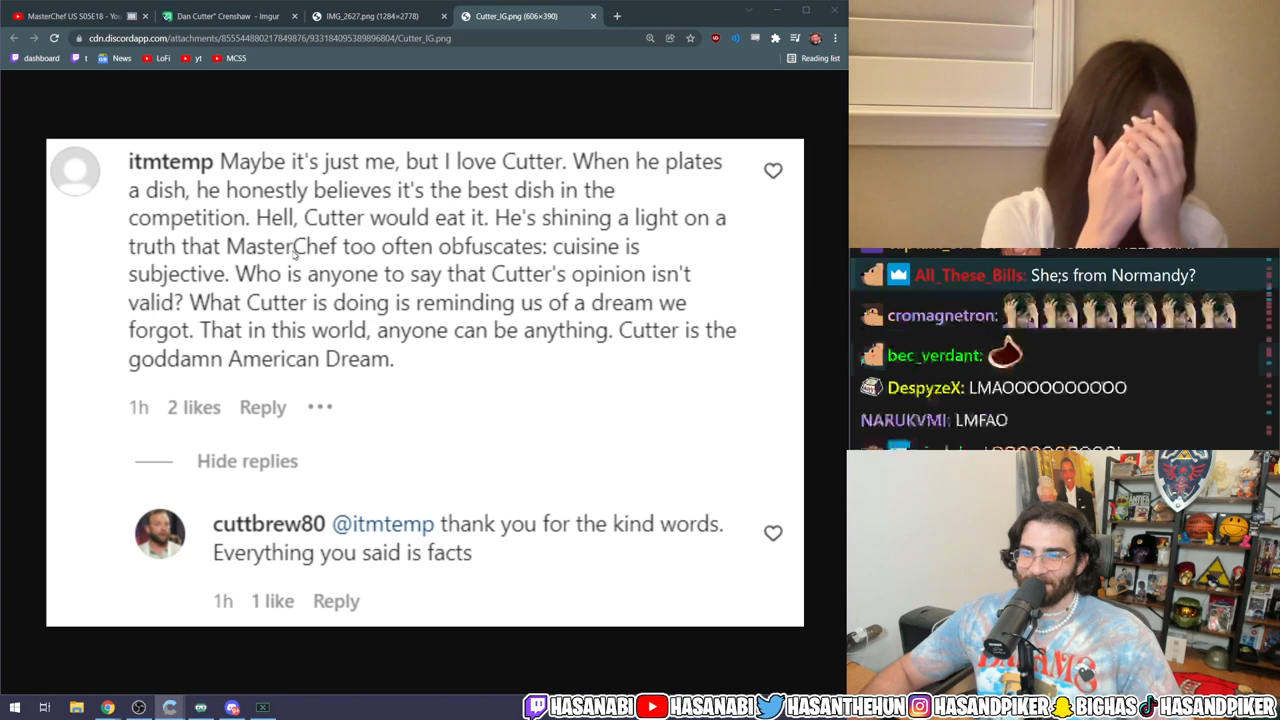 MasterChef US S05E18 - You
Dan Cutter" Crenshaw - Imgur
IMG_2627.png (1284×2778)
Cutter_IG.png (606×390)
cdn.discordapp.com/attachments/855544880217849876/933184095389896804/Cutter_IG.png
dashboard
t
News
LoFi
yt
MCS5
Reading list
itmtemp Maybe it's just me, but I love Cutter. When he plates
a dish, he honestly believes it's the best dish in the
competition. Hell, Cutter would eat it. He's shining a light on a
truth that MasterChef too often obfuscates: cuisine is
subjective. Who is anyone to say that Cutter's opinion isn't
valid? What Cutter is doing is reminding us of a dream we
forgot. That in this world, anyone can be anything. Cutter is the
goddamn American Dream.
1h 2 likes Reply
Hide replies
cuttbrew80 @itmtemp thank you for the kind words.
Everything you said is facts
1h 1 like Reply
All_These_Bills: She;s from Normandy?
cromagnetron:
bec_verdant:
DespyzeX: LMAOOOOOOOOOO
NARUKVMI: LMFAO
HASANABI HASANABI HASANTHEHUN HASANDPIKER BIGHAS HASANDPIKER